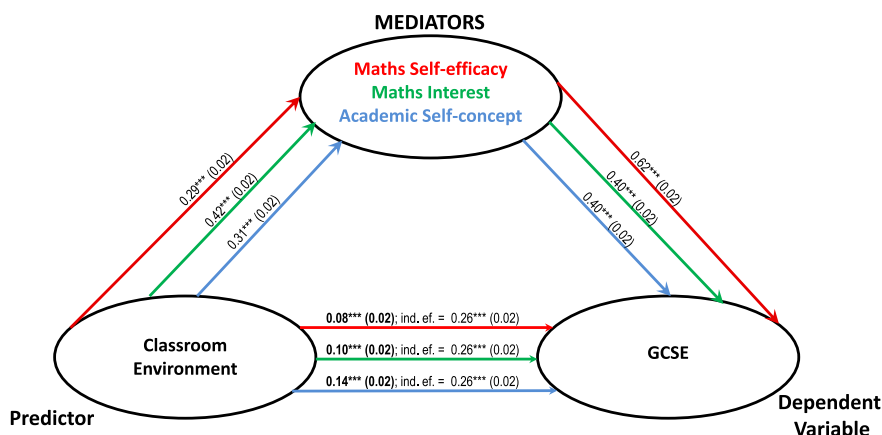 MEDIATORS
Maths Self-efficacy
Maths Interest
Academic Self-concept
0.29*** (0.02)
0.42*** (0.02)
0.31*** (0.02)
0.62*** (0.02)
0.40*** (0.02)
0.40*** (0.02)
0.08*** (0.02); ind. ef. = 0.26*** (0.02)
0.10*** (0.02); ind. ef. = 0.26*** (0.02)
0.14*** (0.02); ind. ef. = 0.26*** (0.02)
Classroom
Environment
GCSE
Predictor
Dependent
Variable